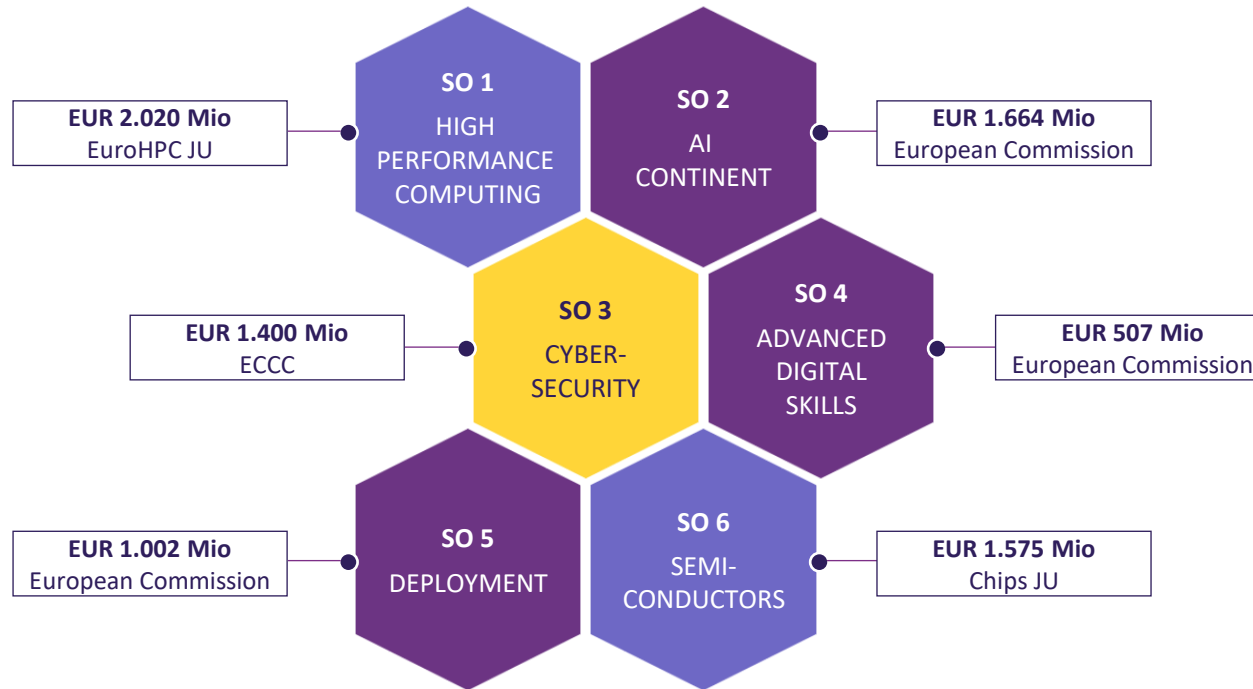 SO 1
HIGH
PERFORMANCE
COMPUTING
EUR 2.020 Mio
EuroHPC JU
SO 2
AI
CONTINENT
EUR 1.664 Mio
European Commission
SO 3
CYBER-
SECURITY
EUR 1.400 Mio
ECCC
SO 4
ADVANCED
DIGITAL
SKILLS
EUR 507 Mio
European Commission
SO 5
DEPLOYMENT
EUR 1.002 Mio
European Commission
SO 6
SEMI-
CONDUCTORS
EUR 1.575 Mio
Chips JU